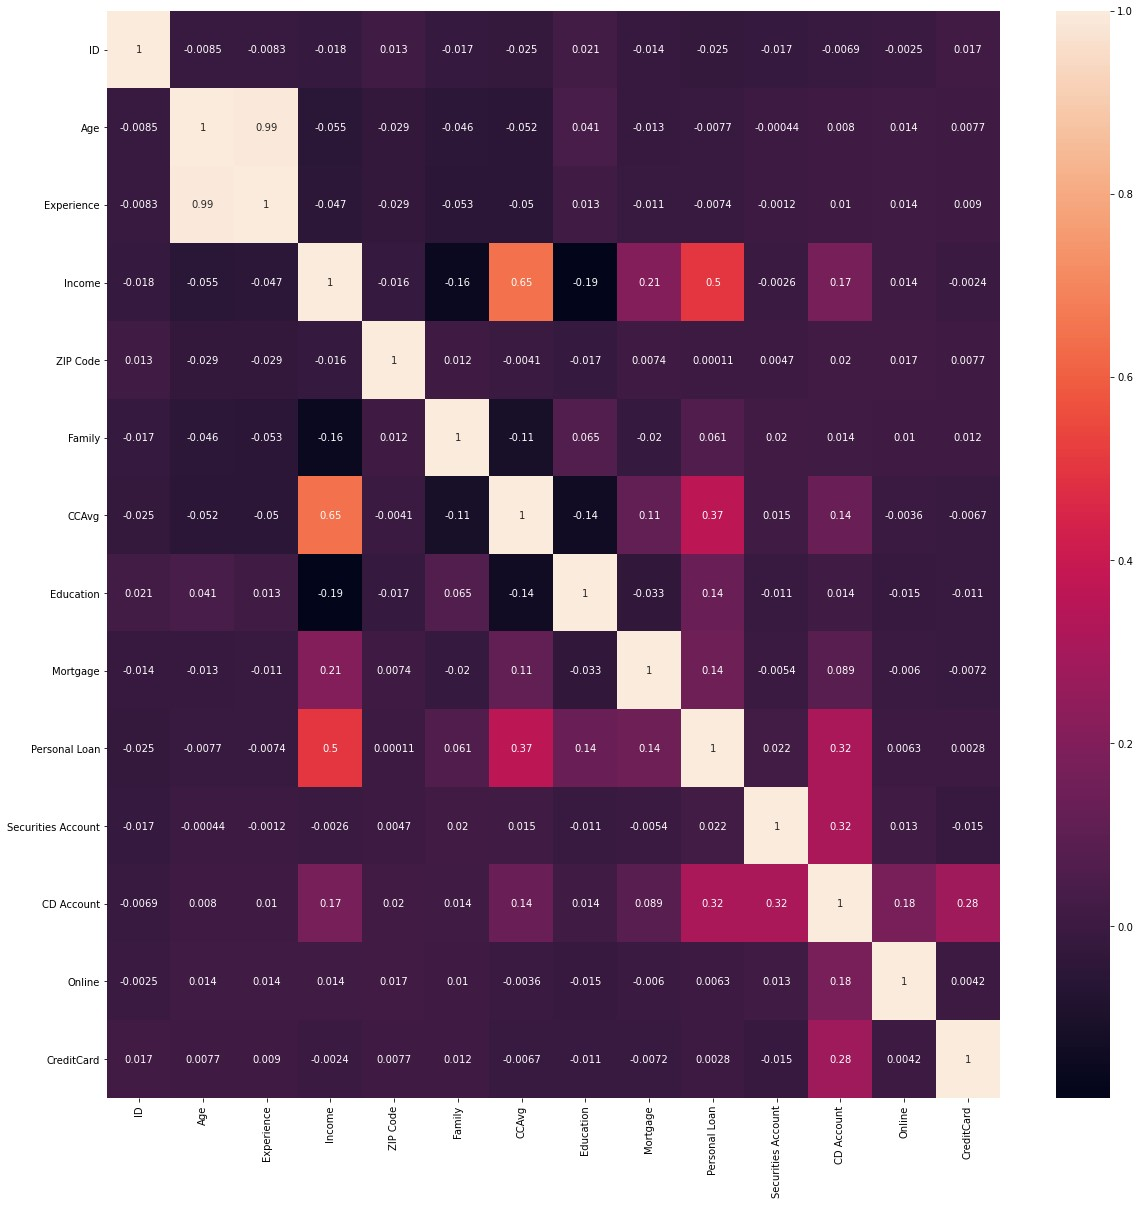 ID 1 -0.0085 -0.0083 -0.018 0.013 -0.017 -0.025 0.021 -0.014 -0.025 -0.017 -0.0069 -0.0025 0.017
Age -0.0085 1 0.99 -0.055 -0.029 -0.046 -0.052 0.041 -0.013 -0.0077 -0.00044 0.008 0.014 0.0077
Experience -0.0083 0.99 1 -0.047 -0.029 -0.053 -0.05 0.013 -0.011 -0.0074 -0.0012 0.01 0.014 0.009
Income -0.018 -0.055 -0.047 1 -0.016 -0.16 0.65 -0.19 0.21 0.5 -0.0026 0.17 0.014 -0.0024
ZIP Code 0.013 -0.029 -0.029 -0.016 1 0.012 -0.0041 -0.017 0.0074 0.00011 0.0047 0.02 0.017 0.0077
Family -0.017 -0.046 -0.053 -0.16 0.012 1 -0.11 0.065 -0.02 0.061 0.02 0.014 0.01 0.012
CCAvg -0.025 -0.052 -0.05 0.65 -0.0041 -0.11 1 -0.14 0.11 0.37 0.015 0.14 -0.0036 -0.0067
Education 0.021 0.041 0.013 -0.19 -0.017 0.065 -0.14 1 -0.033 0.14 -0.011 0.014 -0.015 -0.011
Mortgage -0.014 -0.013 -0.011 0.21 0.0074 -0.02 0.11 -0.033 1 0.14 -0.0054 0.089 -0.006 -0.0072
Personal Loan -0.025 -0.0077 -0.0074 0.5 0.00011 0.061 0.37 0.14 0.14 1 0.022 0.32 0.0063 0.0028
Securities Account -0.017 -0.00044 -0.0012 -0.0026 0.0047 0.02 0.015 -0.011 -0.0054 0.022 1 0.32 0.013 -0.015
CD Account -0.0069 0.008 0.01 0.17 0.02 0.014 0.14 0.014 0.089 0.32 0.32 1 0.18 0.28
Online -0.0025 0.014 0.014 0.014 0.017 0.01 -0.0036 -0.015 -0.006 0.0063 0.013 0.18 1 0.0042
CreditCard 0.017 0.0077 0.009 -0.0024 0.0077 0.012 -0.0067 -0.011 -0.0072 0.0028 -0.015 0.28 0.0042 1
ID
Age
Experience
Income
ZIP Code
Family
CCAvg
Education
Mortgage
Personal Loan
Securities Account
CD Account
Online
CreditCard
1.0
0.8
0.6
0.4
0.2
0.0